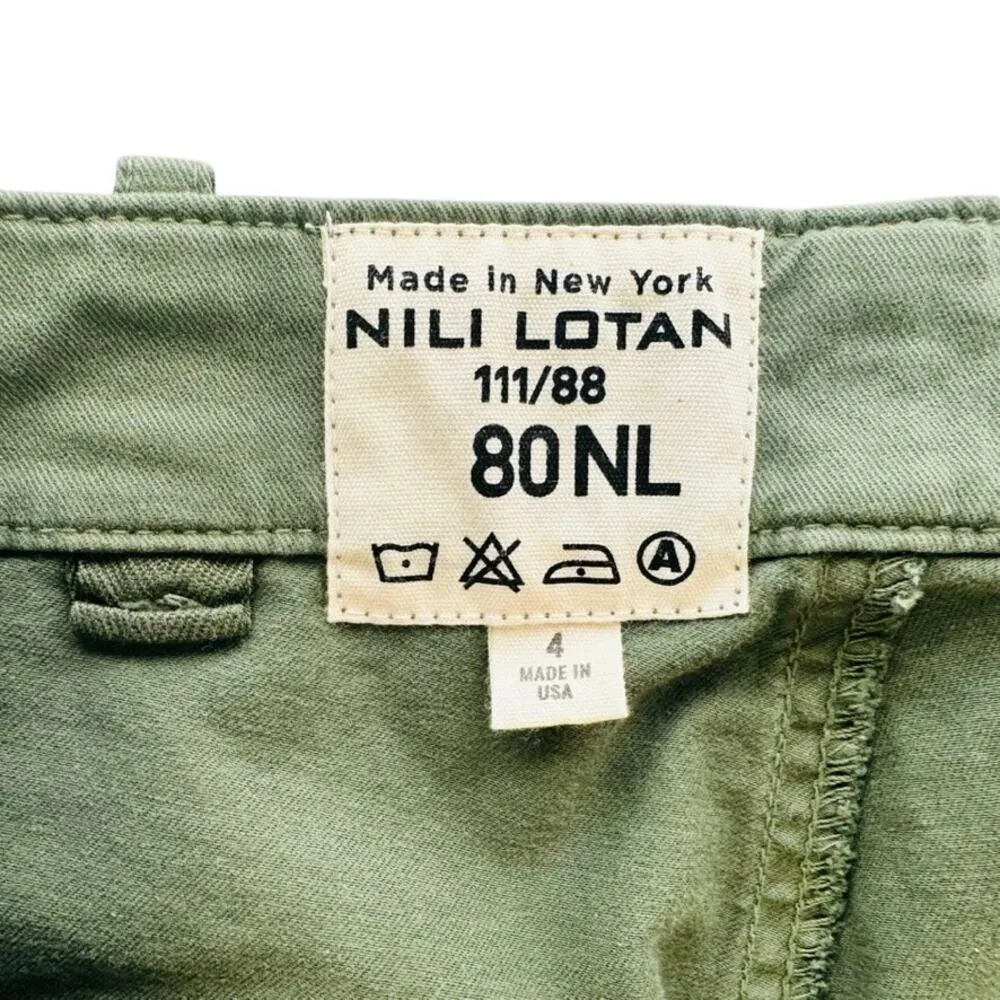 Made in New York
NILI LOTAN
111/88
80NL
A
4
MADE IN
USA